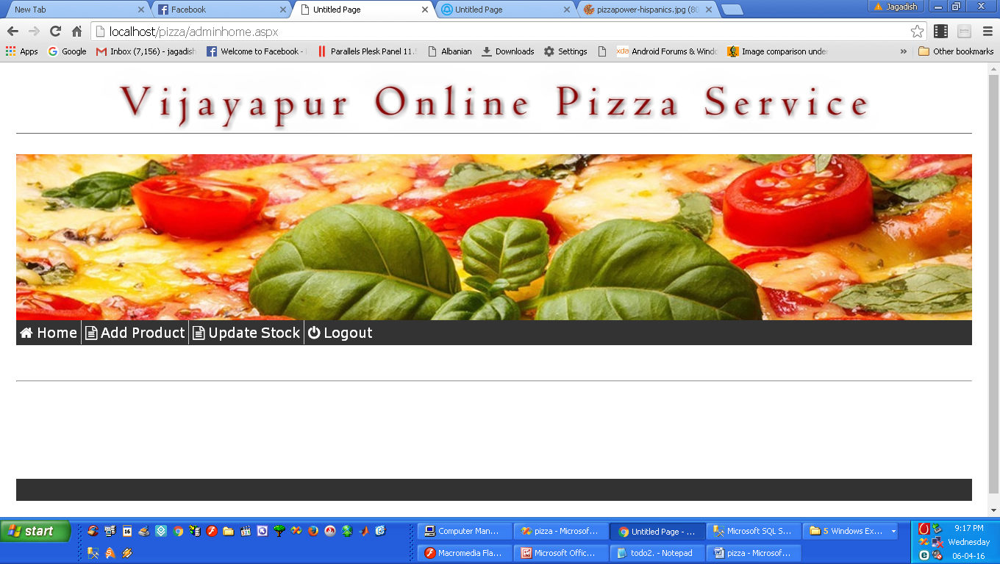 New Tab
Facebook
Untitled Page
Untitled Page
pizzapower-hispanics.jpg (80
Jagadish
localhost/pizza/adminhome.aspx
Apps
Google
Inbox (7,156) - jagadish
Welcome to Facebook -
Parallels Plesk Panel 11.5
Albanian
Downloads
Settings
xda
Android Forums & Windo
Image comparison under
»
Other bookmarks
Vijayapur Online Pizza Service
Home
Add Product
Update Stock
Logout
start
16
Computer Man...
pizza - Microsof...
Untitled Page - ...
Microsoft SQL S...
5 Windows Ex...
9:17 PM
Macromedia Fla...
Microsoft Offic...
todo2. - Notepad
pizza - Microsof...
Wednesday
06-04-16